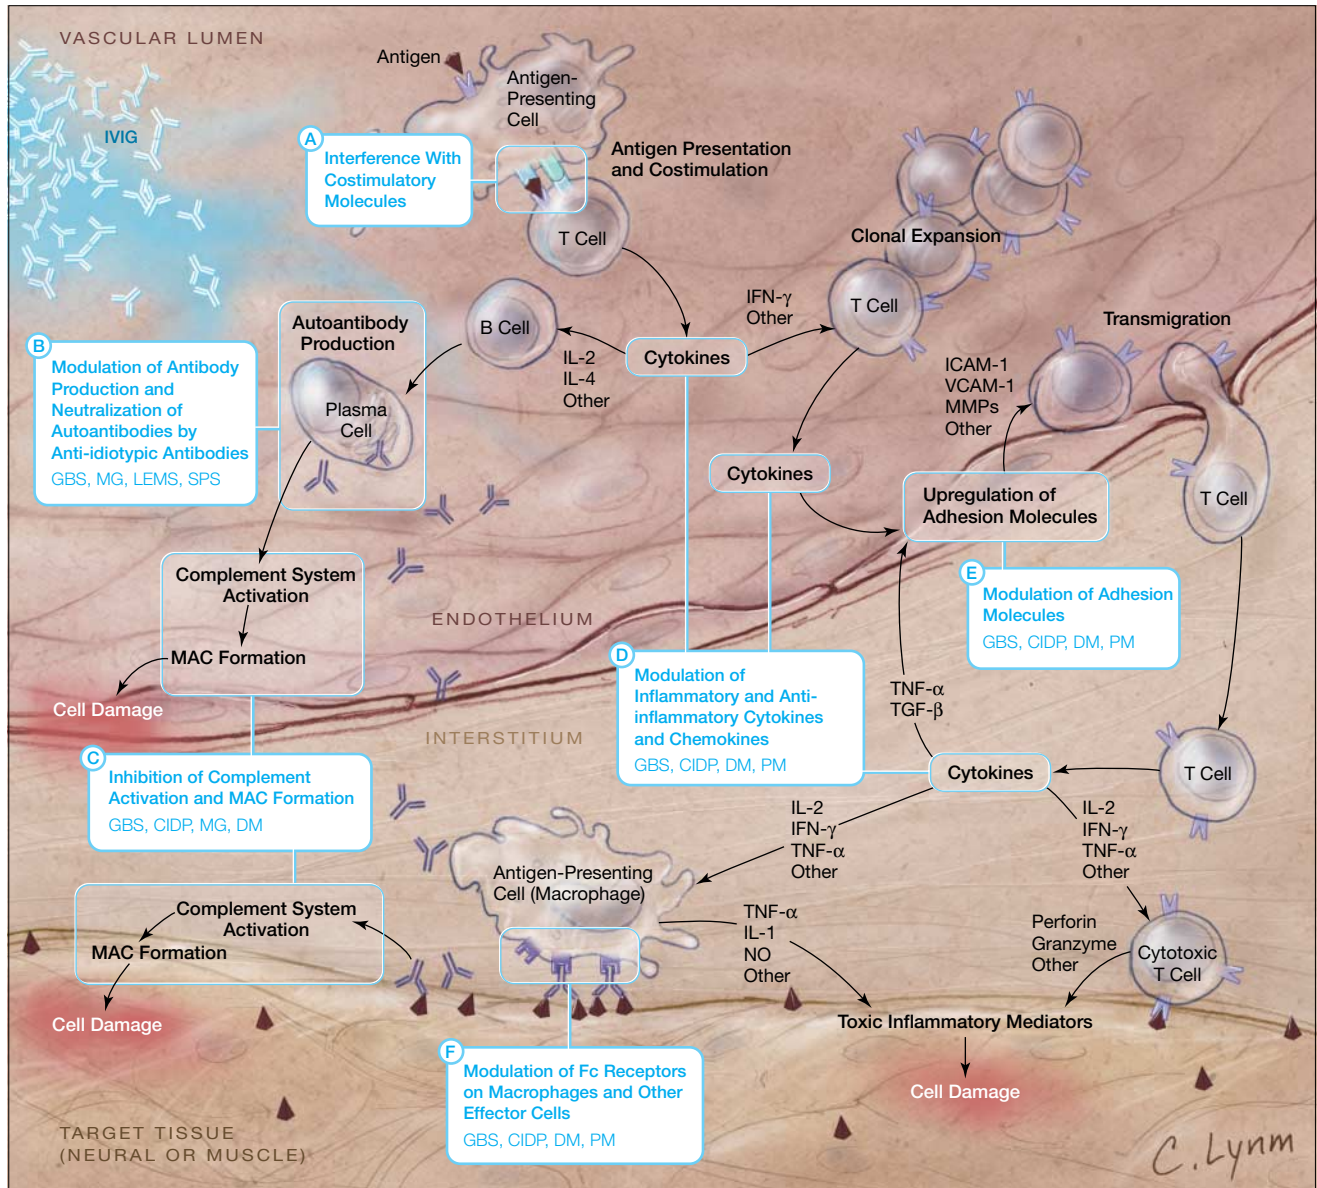 VASCULAR LUMEN
Antigen
Antigen-
Presenting
Cell
IVIG
A
Interference With
Costimulatory
Molecules
Antigen Presentation
and Costimulation
T Cell
Clonal Expansion
IFN-γ
Other
T Cell
Transmigration
B Cell
Cytokines
IL-2
IL-4
Other
Autoantibody
Production
Plasma
Cell
B
Modulation of Antibody
Production and
Neutralization of
Autoantibodies by
Anti-idiotypic Antibodies
GBS, MG, LEMS, SPS
ICAM-1
VCAM-1
MMPs
Other
Cytokines
Upregulation of
Adhesion Molecules
T Cell
Complement System
Activation
MAC Formation
Cell Damage
ENDOTHELIUM
E
Modulation of Adhesion
Molecules
GBS, CIDP, DM, PM
D
Modulation of
Inflammatory and Anti-
inflammatory Cytokines
and Chemokines
GBS, CIDP, DM, PM
TNF-α
TGF-β
INTERSTITIUM
C
Inhibition of Complement
Activation and MAC Formation
GBS, CIDP, MG, DM
Cytokines
T Cell
IL-2
IFN-γ
TNF-α
Other
IL-2
IFN-γ
TNF-α
Other
Antigen-Presenting
Cell (Macrophage)
TNF-α
IL-1
NO
Other
Perforin
Granzyme
Other
Cytotoxic
T Cell
Complement System
Activation
MAC Formation
Cell Damage
Toxic Inflammatory Mediators
Cell Damage
F
Modulation of Fc Receptors
on Macrophages and Other
Effector Cells
GBS, CIDP, DM, PM
TARGET TISSUE
(NEURAL OR MUSCLE)
C. Lynm